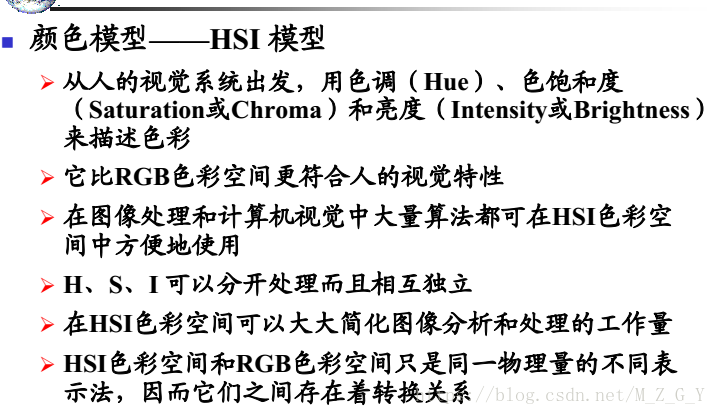 颜色模型——HSI 模型
从人的视觉系统出发，用色调（Hue）、色饱和度
（Saturation或Chroma）和亮度（Intensity或Brightness）
来描述色彩
它比RGB色彩空间更符合人的视觉特性
在图像处理和计算机视觉中大量算法都可在HSI色彩空
间中方便地使用
H、S、I 可以分开处理而且相互独立
在HSI色彩空间可以大大简化图像分析和处理的工作量
HSI色彩空间和RGB色彩空间只是同一物理量的不同表
示法，因而它们之间存在着转换关系
https://blog.csdn.net/M_Z_G_Y